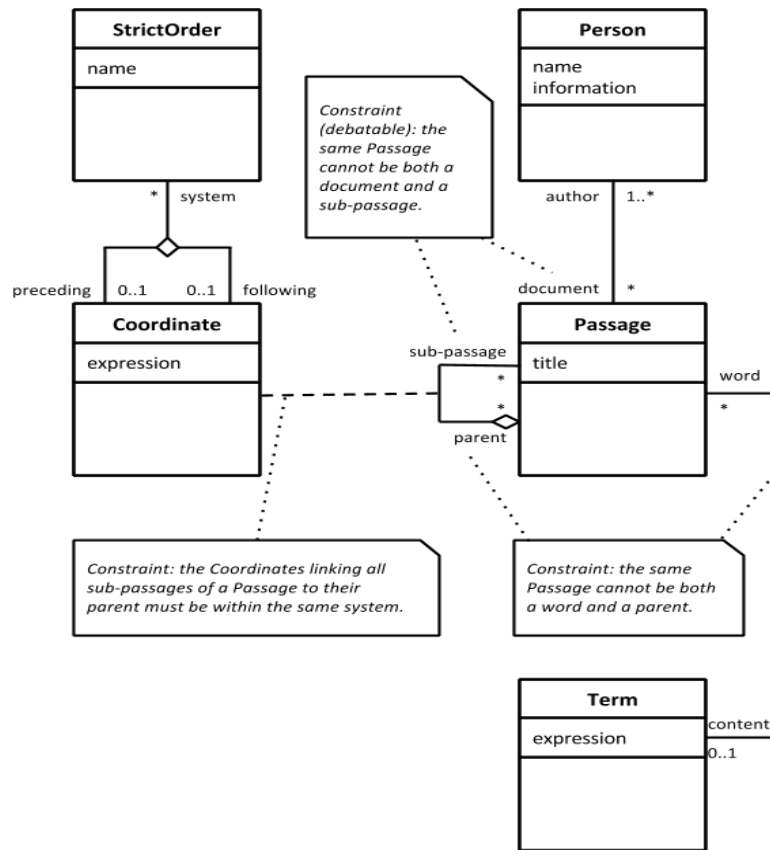 StrictOrder
name
Person
name
information
Constraint
(debatable): the
same Passage
cannot be both a
document and a
sub-passage.
* system
author 1..*
preceding 0..1 0..1 following
document *
Coordinate
expression
Passage
title
sub-passage
*
word
*
*
parent
Constraint: the Coordinates linking all
sub-passages of a Passage to their
parent must be within the same system.
Constraint: the same
Passage cannot be both
a word and a parent.
Term
expression
content
0..1